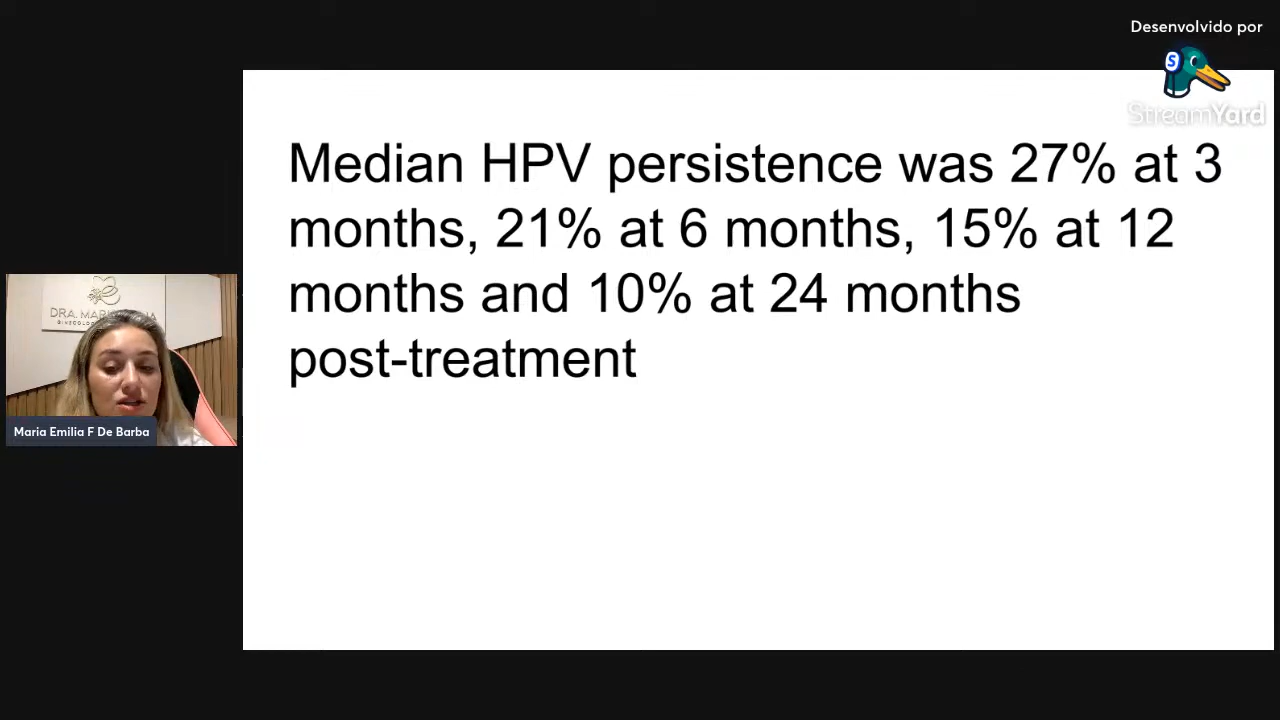 Desenvolvido por
StreamYard
Median HPV persistence was 27% at 3
months, 21% at 6 months, 15% at 12
months and 10% at 24 months
post-treatment
Maria Emilia F De Barba